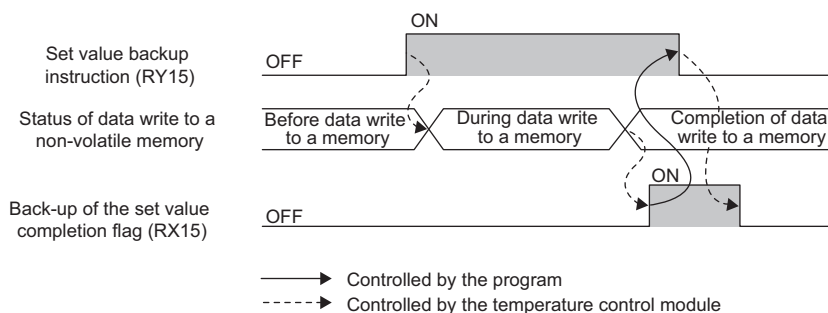 ON
Set value backup
instruction (RY15)
OFF
Status of data write to a
non-volatile memory
Before data write
to a memory
During data write
to a memory
Completion of data
write to a memory
ON
Back-up of the set value
completion flag (RX15)
OFF
Controlled by the program
Controlled by the temperature control module